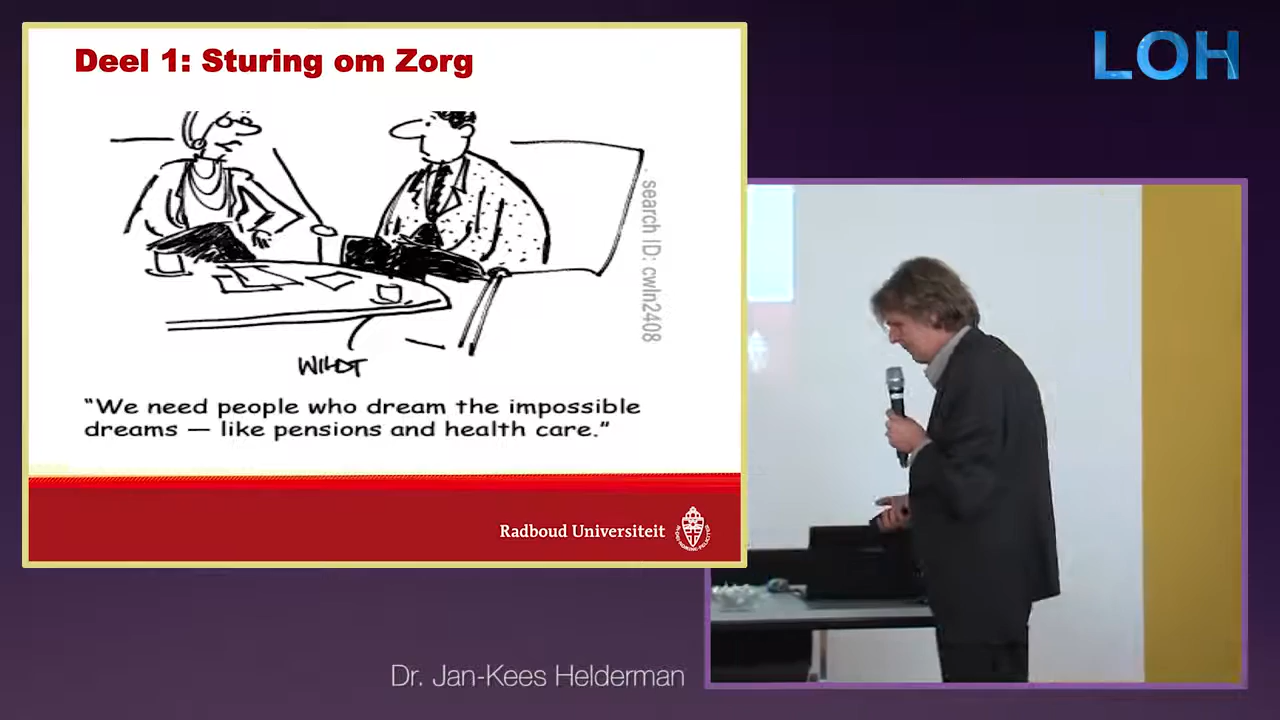 Deel 1: Sturing om Zorg
LOH
search ID: cwln2408
WILDT
"We need people who dream the impossible
dreams — like pensions and health care."
Radboud Universiteit
Dr. Jan-Kees Helderman